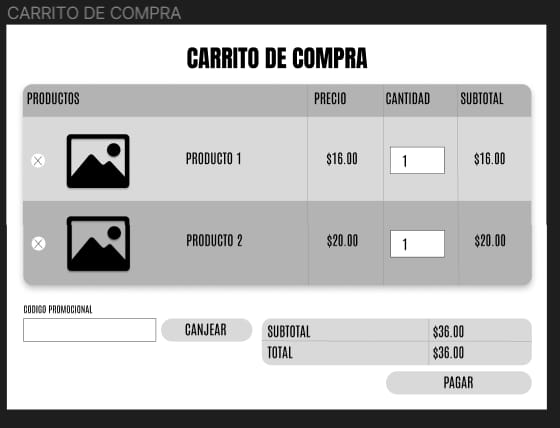 CARRITO DE COMPRA
CARRITO DE COMPRA
PRODUCTOS PRECIO CANTIDAD SUBTOTAL
PRODUCTO 1 $16.00 1 $16.00
PRODUCTO 2 $20.00 1 $20.00
CODIGO PROMOCIONAL
CANJEAR
SUBTOTAL $36.00
TOTAL $36.00
PAGAR